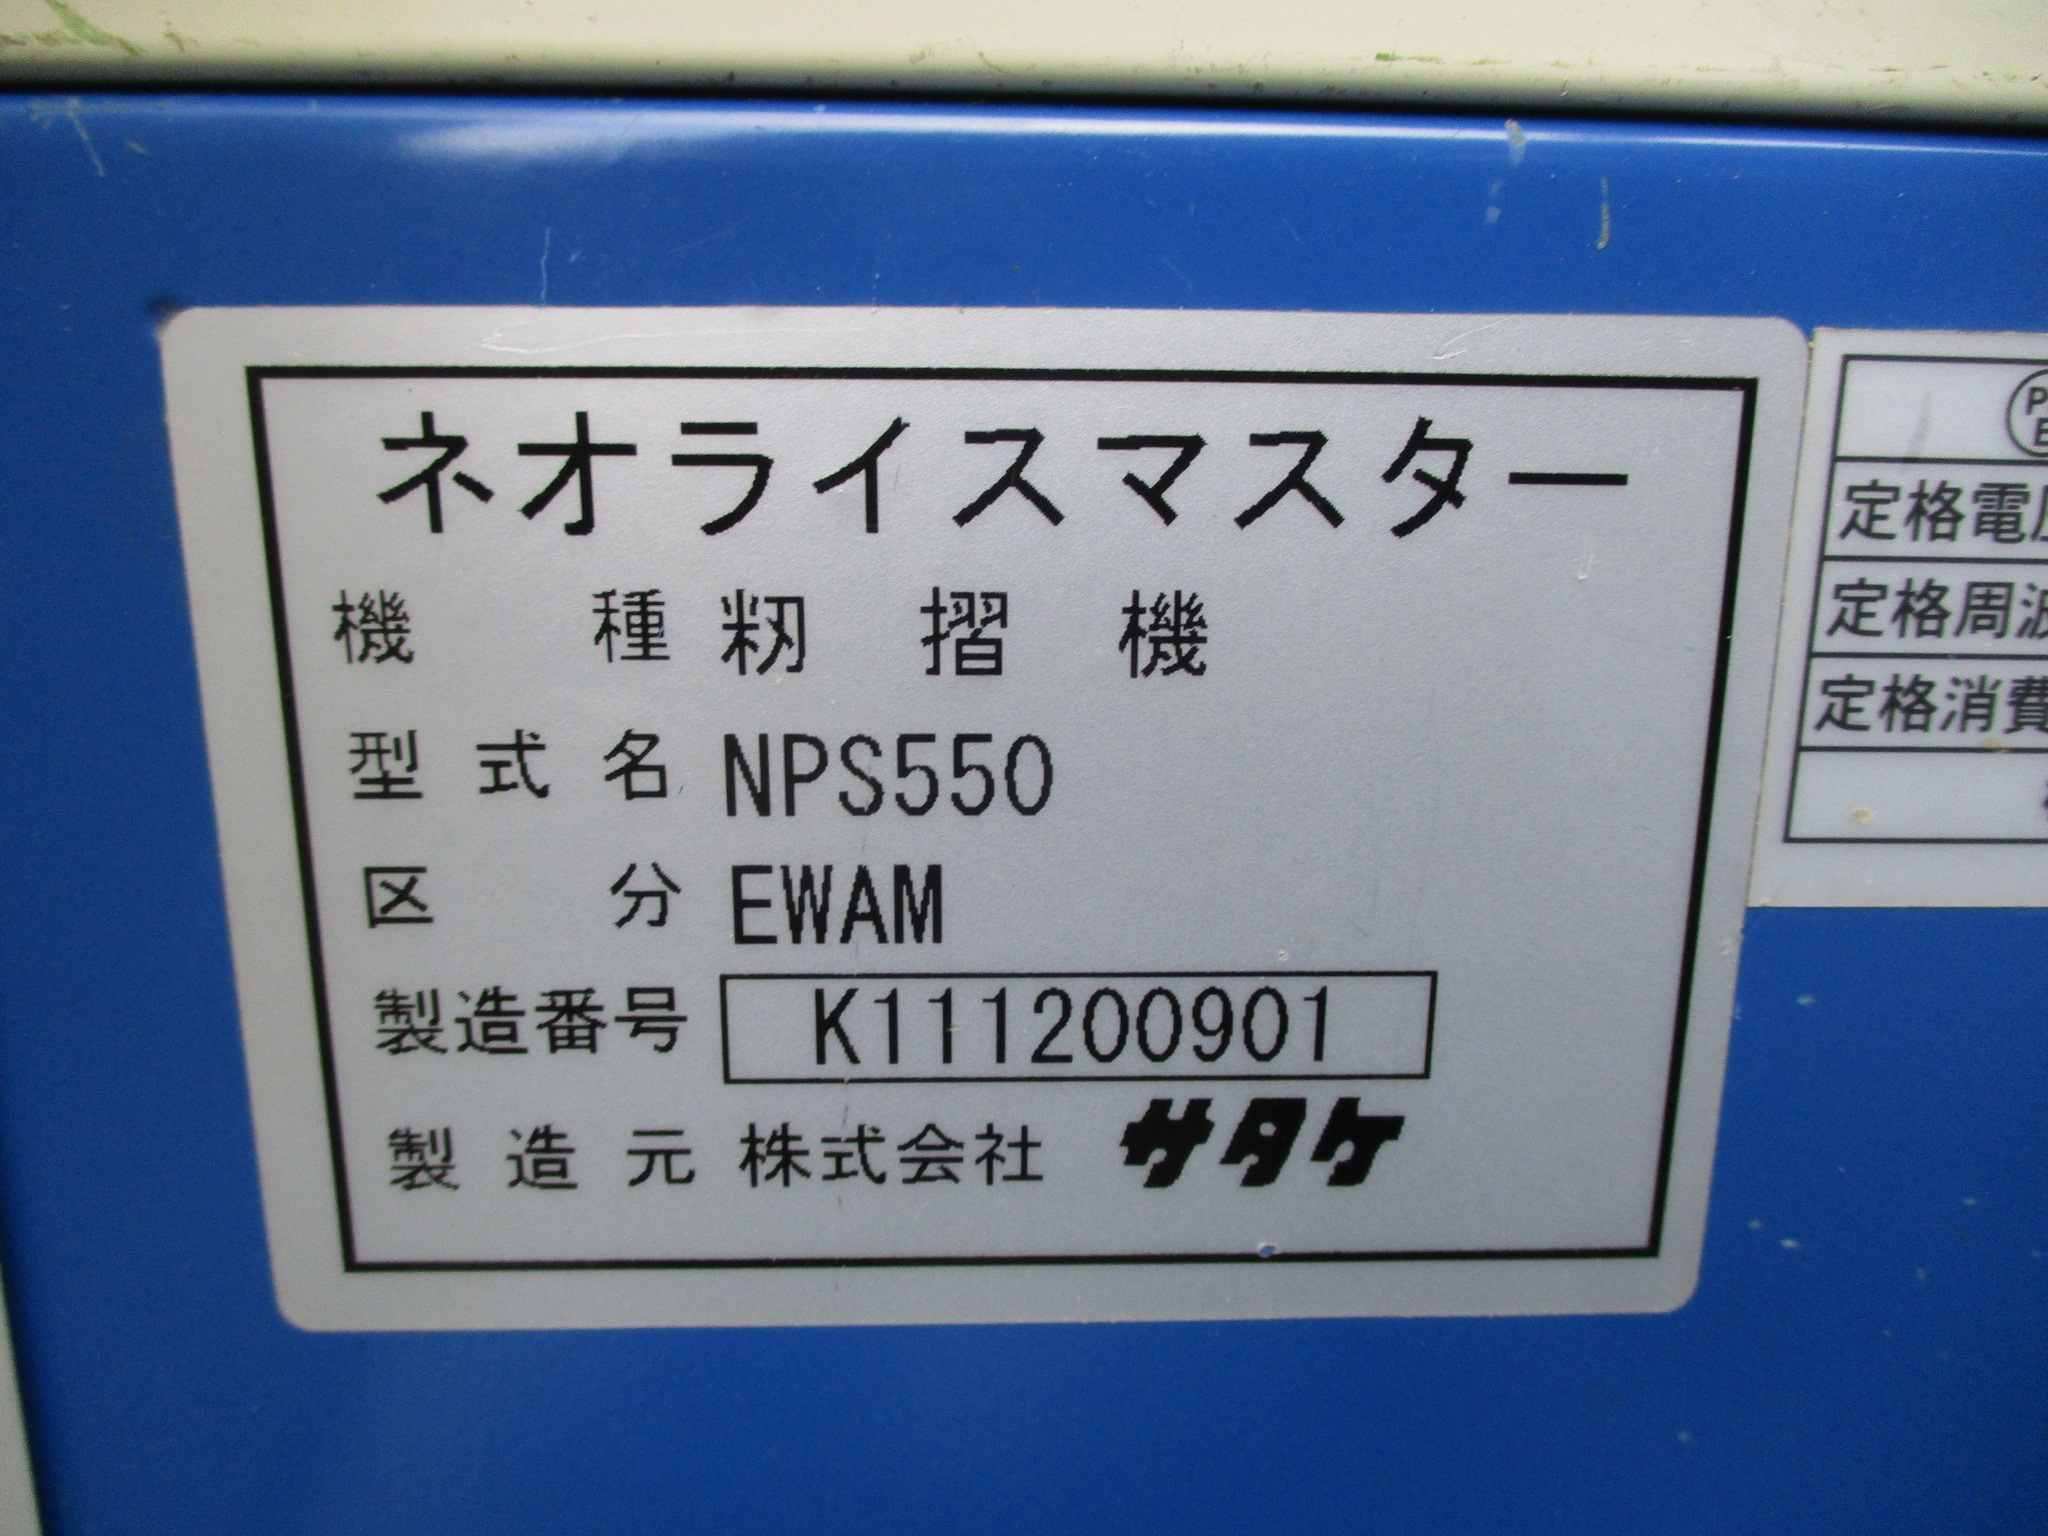 ネオライスマスター
機種 籾摺機
型式名 NPS550
区分 EWAM
製造番号 K111200901
製造元 株式会社 サタケ
定格電
定格周波
定格消費